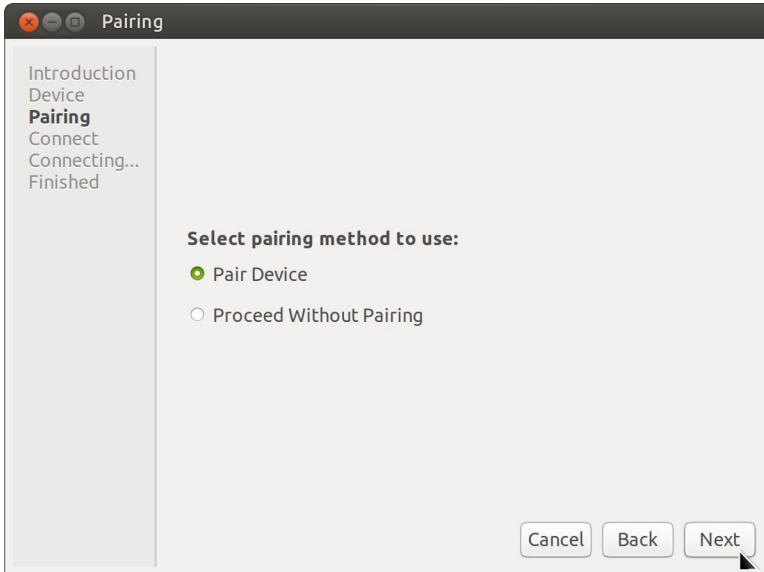 Pairing
Introduction
Device
Pairing
Connect
Connecting...
Finished
Select pairing method to use:
Pair Device
Proceed Without Pairing
Cancel
Back
Next